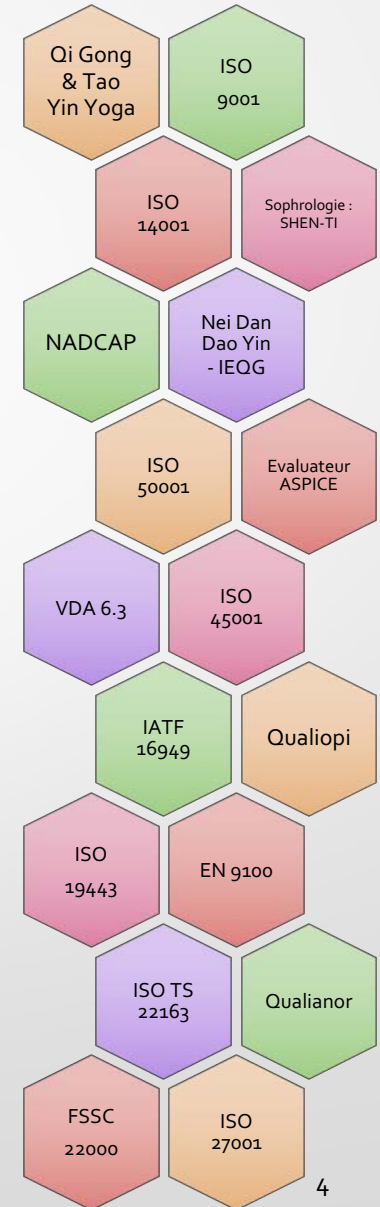 Qi Gong
& Tao
Yin Yoga
ISO
9001
ISO
14001
Sophrologie :
SHEN-TI
NADCAP
Nei Dan
Dao Yin
- IEQG
ISO
50001
Evaluateur
ASPICE
VDA 6.3
ISO
45001
IATF
16949
Qualiopi
ISO
19443
EN 9100
ISO TS
22163
Qualianor
FSSC
22000
ISO
27001
4